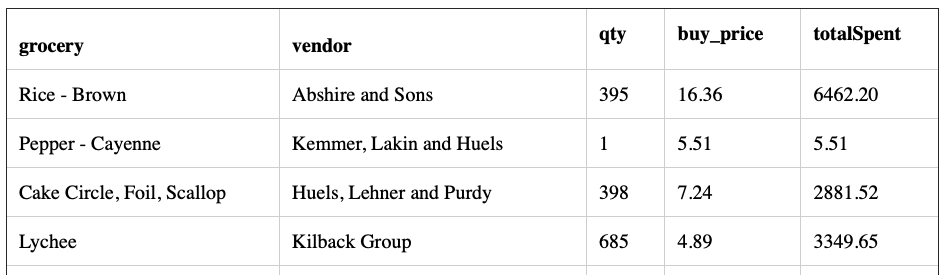 grocery vendor qty buy_price totalSpent
Rice - Brown Abshire and Sons 395 16.36 6462.20
Pepper - Cayenne Kemmer, Lakin and Huels 1 5.51 5.51
Cake Circle, Foil, Scallop Huels, Lehner and Purdy 398 7.24 2881.52
Lychee Kilback Group 685 4.89 3349.65